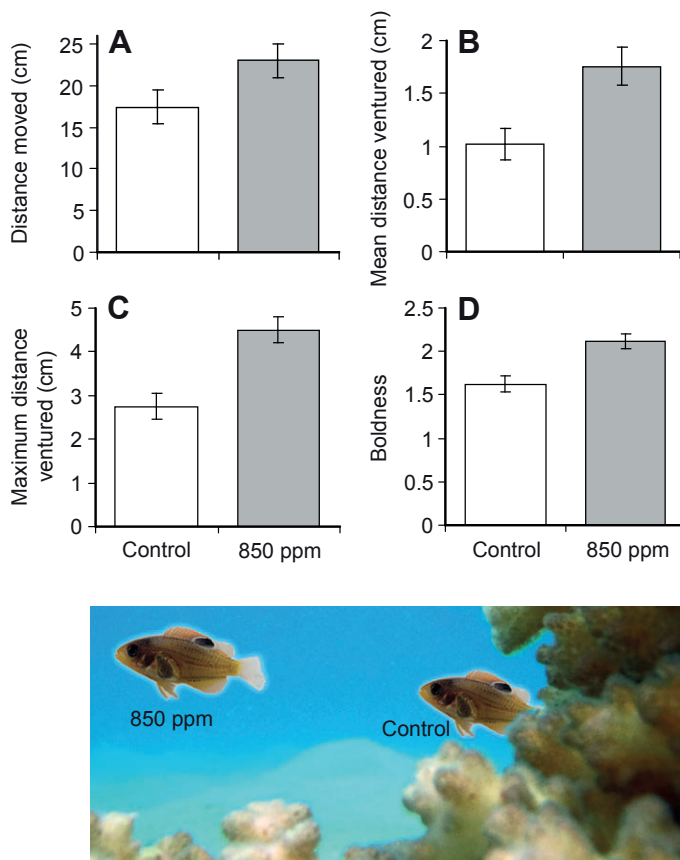 A
Distance moved (cm)
25
20
15
10
5
0
B
Mean distance ventured (cm)
2
1.5
1
0.5
0
C
Maximum distance
ventured (cm)
5
4
3
2
1
0
Control
850 ppm
D
Boldness
2.5
2
1.5
1
0.5
0
Control
850 ppm
850 ppm
Control